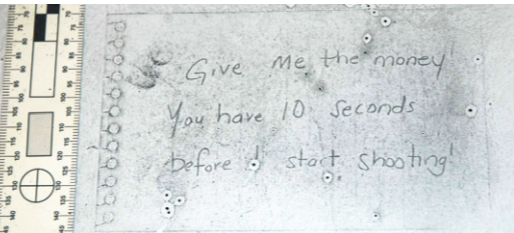 Give Me the money!
You have 10 Seconds
before I start shooting!